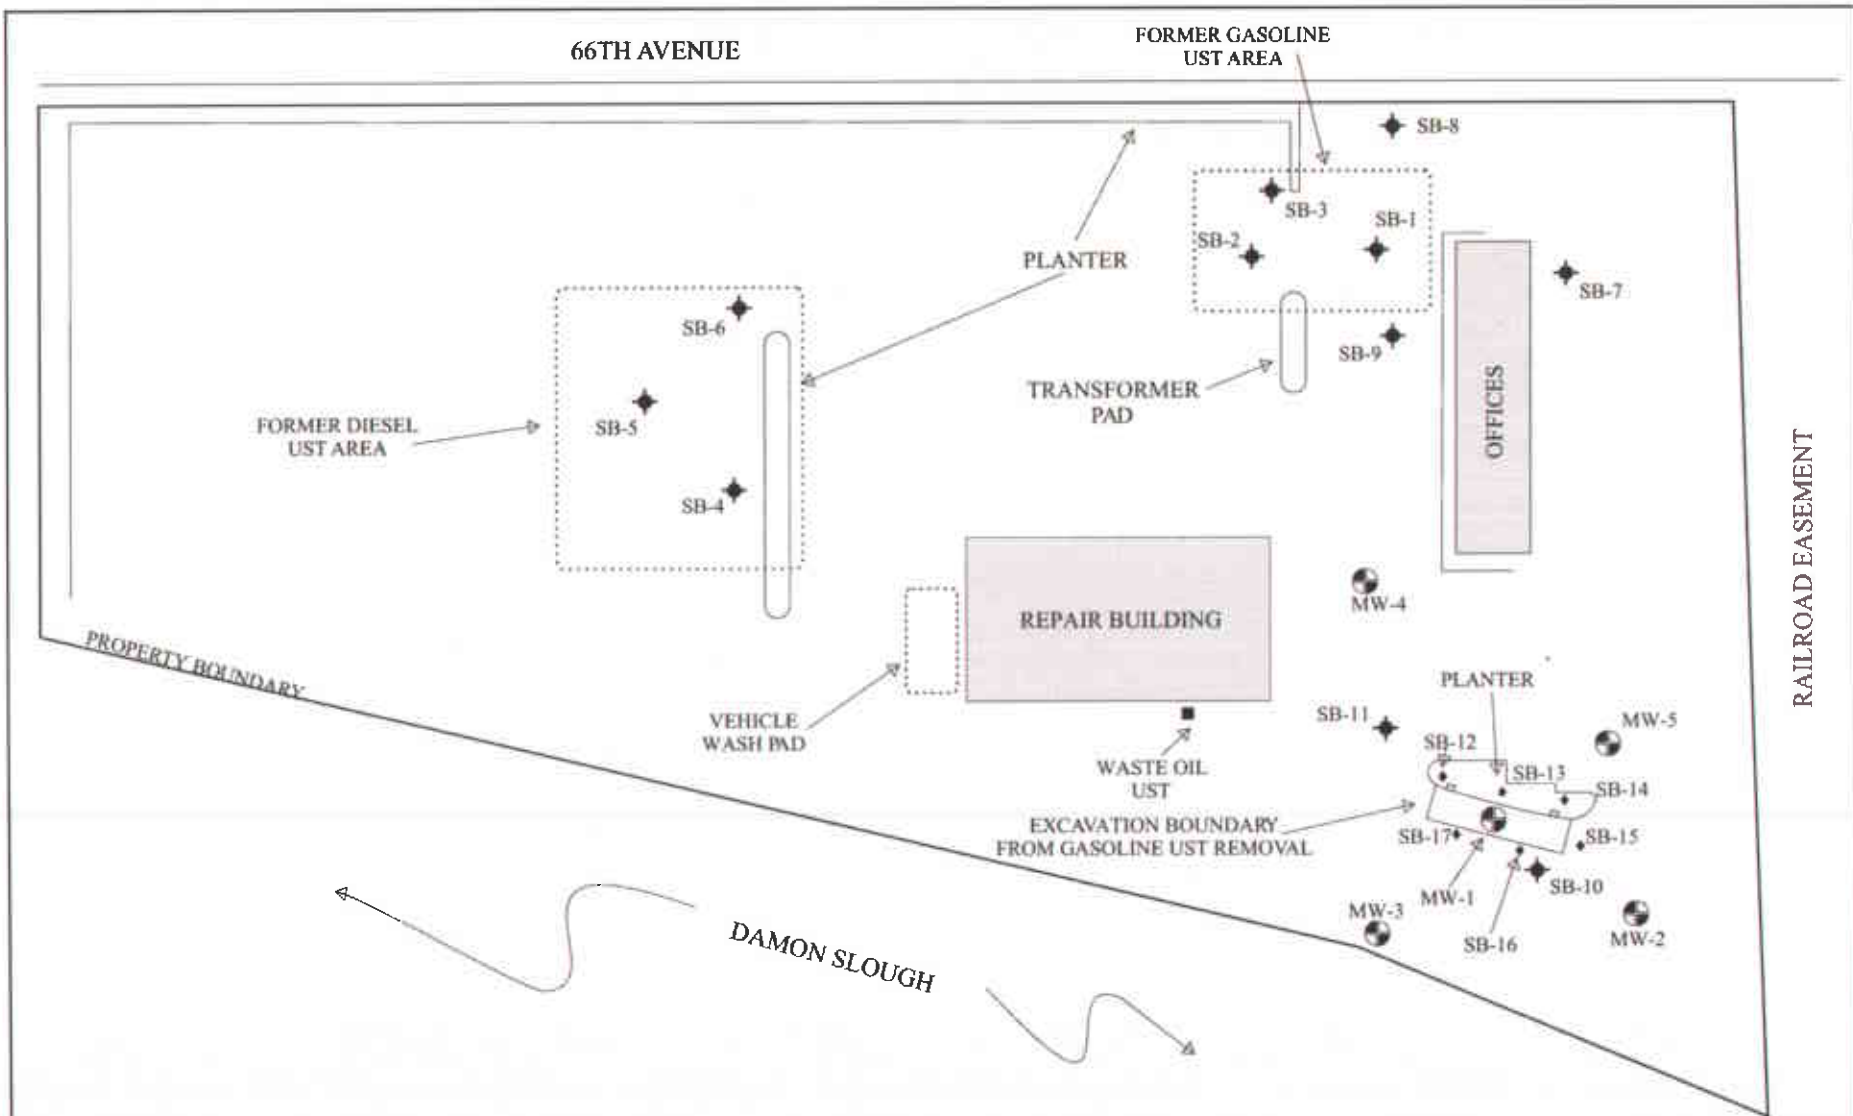 66TH AVENUE
FORMER GASOLINE
UST AREA
SB-8
SB-3
SB-1
SB-2
PLANTER
SB-7
SB-6
SB-9
TRANSFORMER
PAD
OFFICES
FORMER DIESEL
UST AREA
SB-5
SB-4
RAILROAD EASEMENT
MW-4
REPAIR BUILDING
PROPERTY BOUNDARY
PLANTER
VEHICLE
WASH PAD
SB-11
MW-5
SB-12
WASTE OIL
UST
SB-13
SB-14
EXCAVATION BOUNDARY
FROM GASOLINE UST REMOVAL
SB-17
SB-15
SB-10
MW-1
MW-3
SB-16
MW-2
DAMON SLOUGH